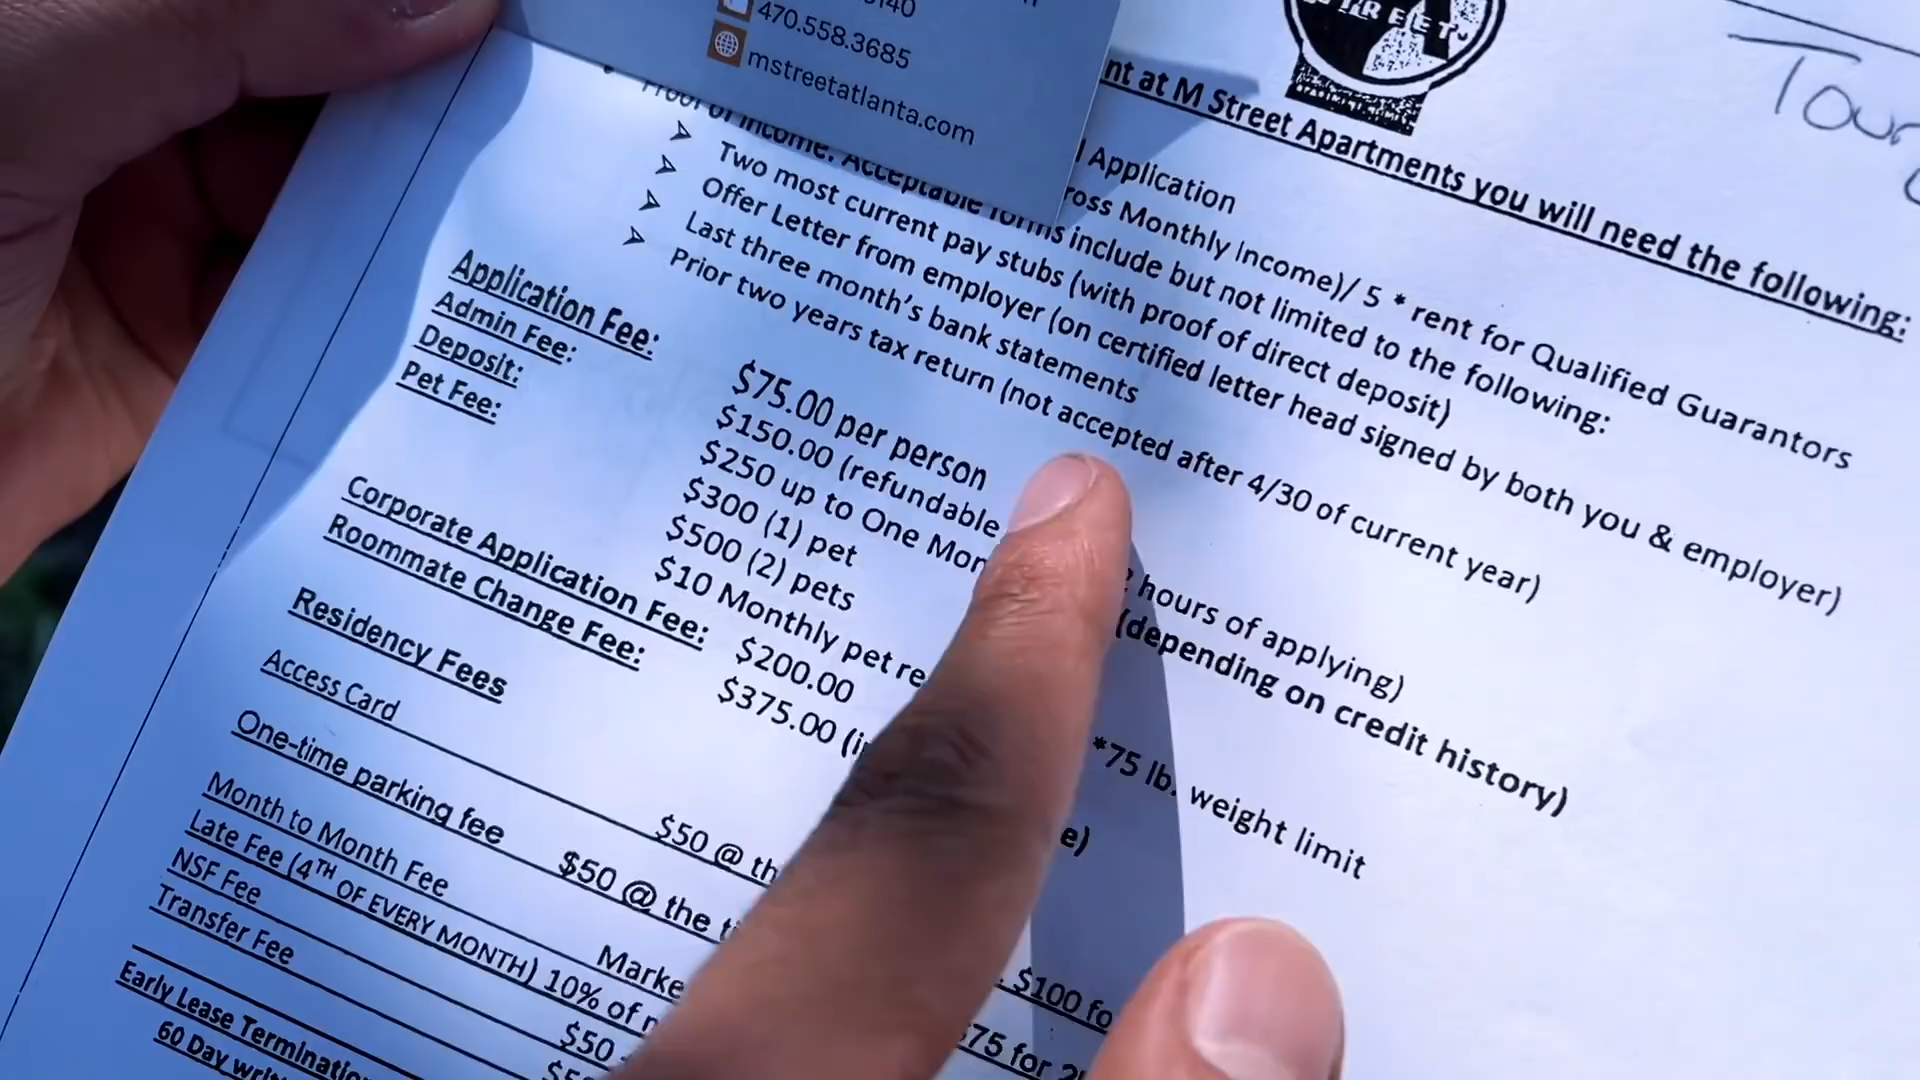 470.558.3685
mstreetatlanta.com
STREET
Tour
nt at M Street Apartments you will need the following:
Application
ross Monthly Income)/ 5 * rent for Qualified Guarantors
Proof of Income. Acceptable forms include but not limited to the following:
➢ Two most current pay stubs (with proof of direct deposit)
➢ Offer Letter from employer (on certified letter head signed by both you & employer)
➢ Last three month's bank statements
➢ Prior two years tax return (not accepted after 4/30 of current year)
Application Fee: $75.00 per person
Admin Fee: $150.00 (refundable hours of applying)
Deposit: $250 up to One Mon (depending on credit history)
Pet Fee: $300 (1) pet
$500 (2) pets
$10 Monthly pet re *75 lb. weight limit
Corporate Application Fee: $200.00
Roommate Change Fee: $375.00 (i e)
Residency Fees
Access Card $50 @ th
One-time parking fee $50 @ the ti
Month to Month Fee Marke $100 fo
Late Fee (4TH OF EVERY MONTH) 10% of $75 for
NSF Fee $50
Transfer Fee
Early Lease Terminatio
60 Day writ